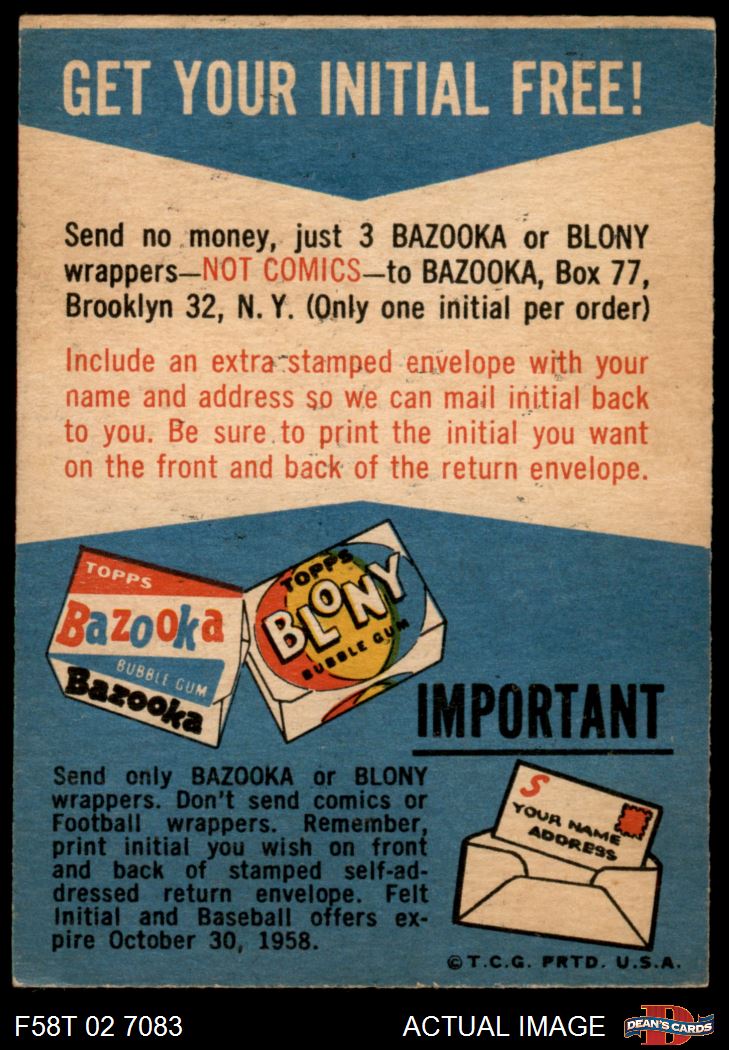 GET YOUR INITIAL FREE!
Send no money, just 3 BAZOOKA or BLONY
wrappers—NOT COMICS—to BAZOOKA, Box 77,
Brooklyn 32, N. Y. (Only one initial per order)
Include an extra stamped envelope with your
name and address so we can mail initial back
to you. Be sure to print the initial you want
on the front and back of the return envelope.
TOPPS
Bazooka
BUBBLE GUM
Bazooka
TOPPS
BLONY
BUBBLE GUM
IMPORTANT
Send only BAZOOKA or BLONY
wrappers. Don't send comics or
Football wrappers. Remember,
print initial you wish on front
and back of stamped self-ad-
dressed return envelope. Felt
Initial and Baseball offers ex-
pire October 30, 1958.
S
YOUR NAME
ADDRESS
© T.C.G. PRTD. U.S.A.
F58T 02 7083
ACTUAL IMAGE
DEAN'S CARDS